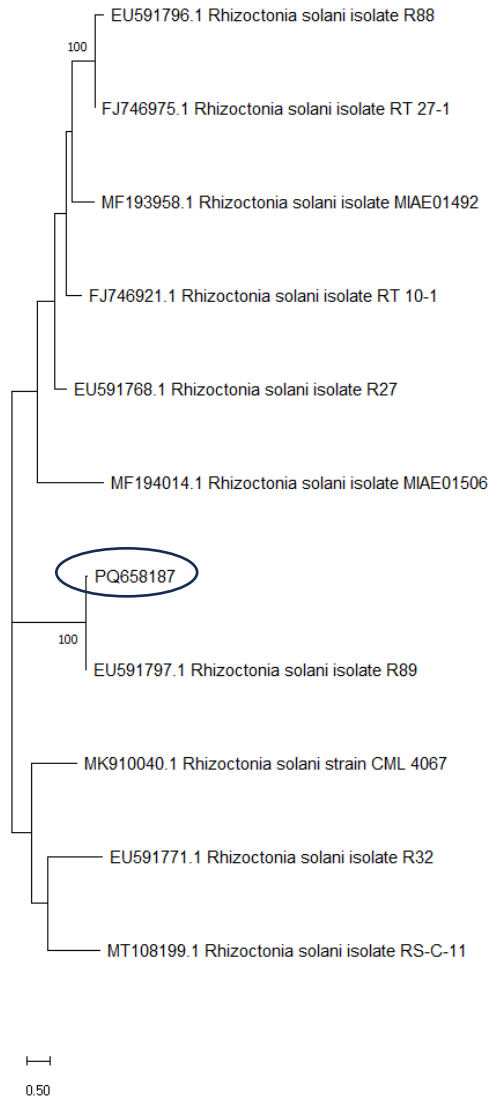 EU591796.1 Rhizoctonia solani isolate R88
100
FJ746975.1 Rhizoctonia solani isolate RT 27-1
MF193958.1 Rhizoctonia solani isolate MIAE01492
FJ746921.1 Rhizoctonia solani isolate RT 10-1
EU591768.1 Rhizoctonia solani isolate R27
MF194014.1 Rhizoctonia solani isolate MIAE01506
PQ658187
100
EU591797.1 Rhizoctonia solani isolate R89
MK910040.1 Rhizoctonia solani strain CML 4067
EU591771.1 Rhizoctonia solani isolate R32
MT108199.1 Rhizoctonia solani isolate RS-C-11
0.50